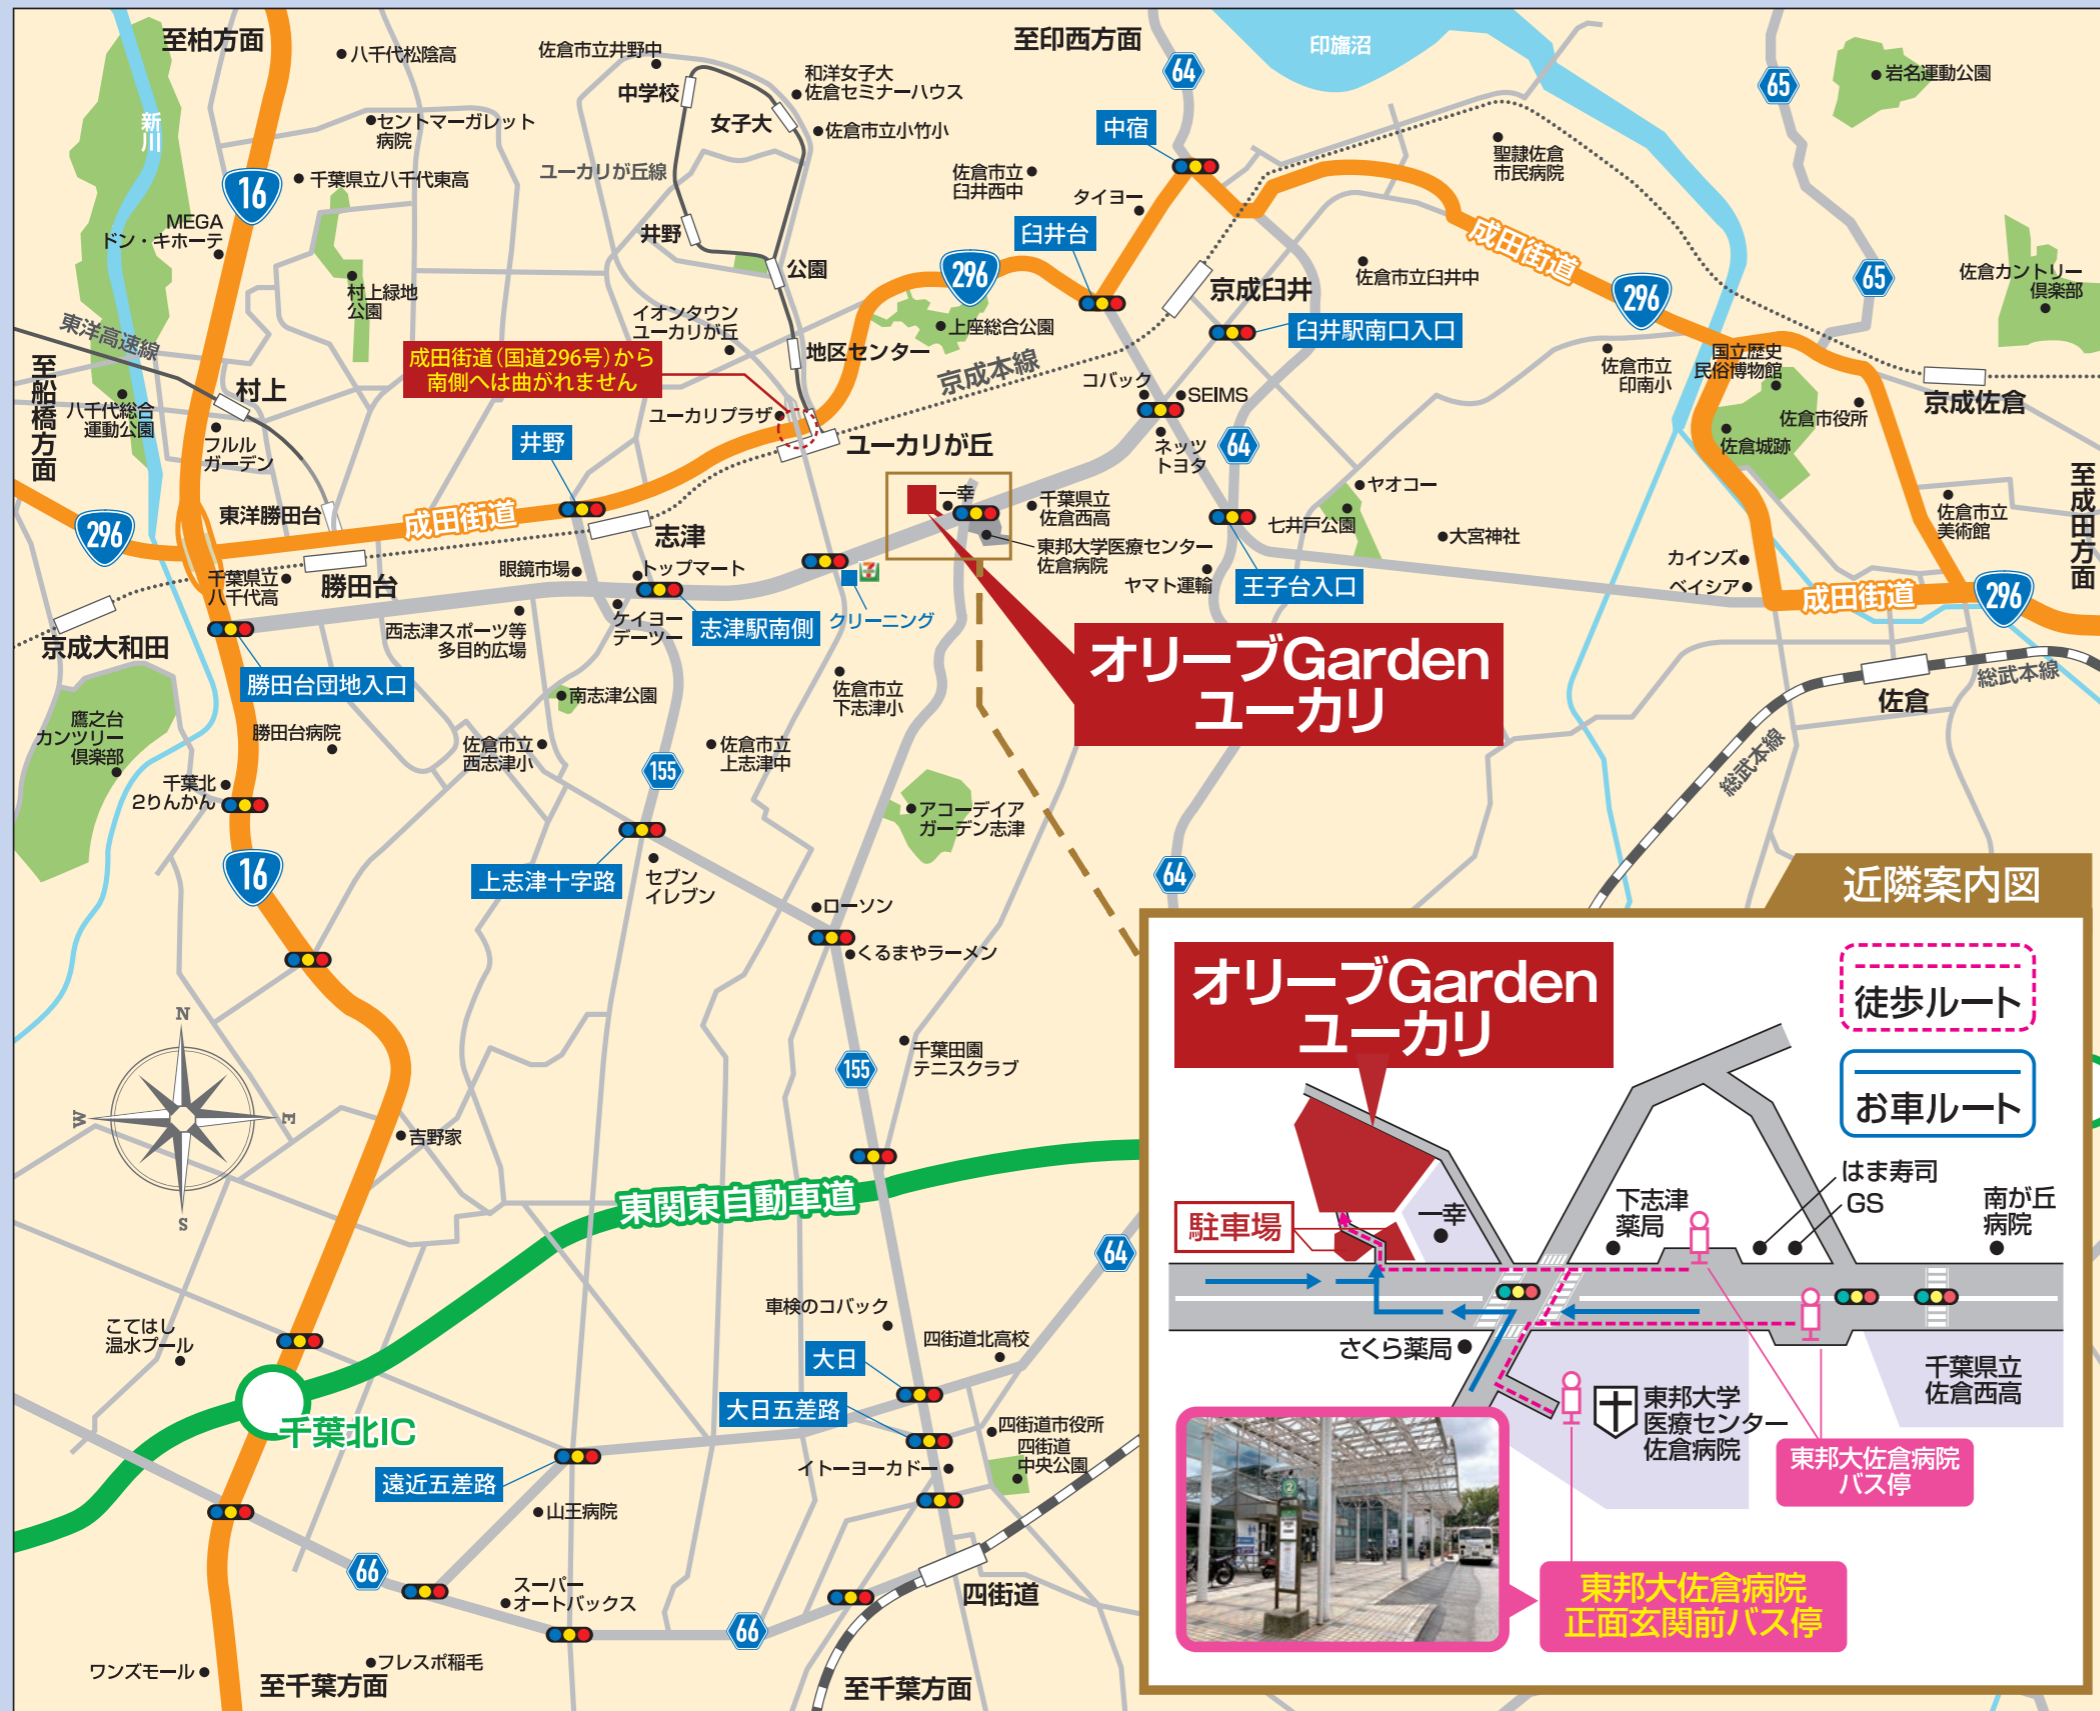 至柏方面
八千代松陰高
佐倉市立井野中
中学校
女子大
和洋女子大
佐倉セミナーハウス
佐倉市立小竹小
至印西方面
64
印旛沼
65
岩名運動公園
新川
セントマーガレット
病院
16
千葉県立八千代東高
ユーカリが丘線
中宿
佐倉市立
臼井西中
タイヨー
聖隷佐倉
市民病院
MEGA
ドン・キホーテ
井野
公園
臼井台
成田街道
村上緑地
公園
イオンタウン
ユーカリが丘
296
上座総合公園
京成臼井
佐倉市立臼井中
296
65
佐倉カントリー
倶楽部
東洋高速線
至船橋方面
成田街道(国道296号)から
南側へは曲がれません
地区センター
京成本線
臼井駅南口入口
佐倉市立
印南小
国立歴史
民俗博物館
村上
八千代総合
運動公園
フルル
ガーデン
ユーカリプラザ
コバック
SEIMS
佐倉市役所
京成佐倉
井野
ユーカリが丘
ネッツ
トヨタ
64
佐倉城跡
至成田方面
296
東洋勝田台
成田街道
志津
一幸
千葉県立
佐倉西高
ヤオコー
七井戸公園
大宮神社
佐倉市立
美術館
千葉県立
八千代高
勝田台
眼鏡市場
トップマート
東邦大学医療センター
佐倉病院
ヤマト運輸
王子台入口
カインズ
ベイシア
成田街道
296
京成大和田
西志津スポーツ等
多目的広場
ケイヨー
デーツー
志津駅南側
クリーニング
勝田台団地入口
南志津公園
佐倉市立
下志津小
オリーブGarden
ユーカリ
佐倉
総武本線
総武本線
鷹之台
カンツリー
倶楽部
勝田台病院
佐倉市立
西志津小
155
佐倉市立
上志津中
千葉北
2りんかん
アコーデイア
ガーデン志津
16
上志津十字路
セブン
イレブン
64
ローソン
くるまやラーメン
N
W
E
S
155
千葉田園
テニスクラブ
吉野家
東関東自動車道
64
こてはし
温水プール
車検のコバック
四街道北高校
大日
大日五差路
千葉北IC
四街道市役所
四街道
中央公園
遠近五差路
イトーヨーカドー
山王病院
66
スーパー
オートバックス
四街道
66
ワンズモール
至千葉方面
フレスポ稲毛
至千葉方面
近隣案内図
オリーブGarden
ユーカリ
徒歩ルート
お車ルート
駐車場
一幸
下志津
薬局
はま寿司
GS
南が丘
病院
さくら薬局
東邦大学
医療センター
佐倉病院
千葉県立
佐倉西高
東邦大佐倉病院
バス停
2
東邦大佐倉病院
正面玄関前バス停